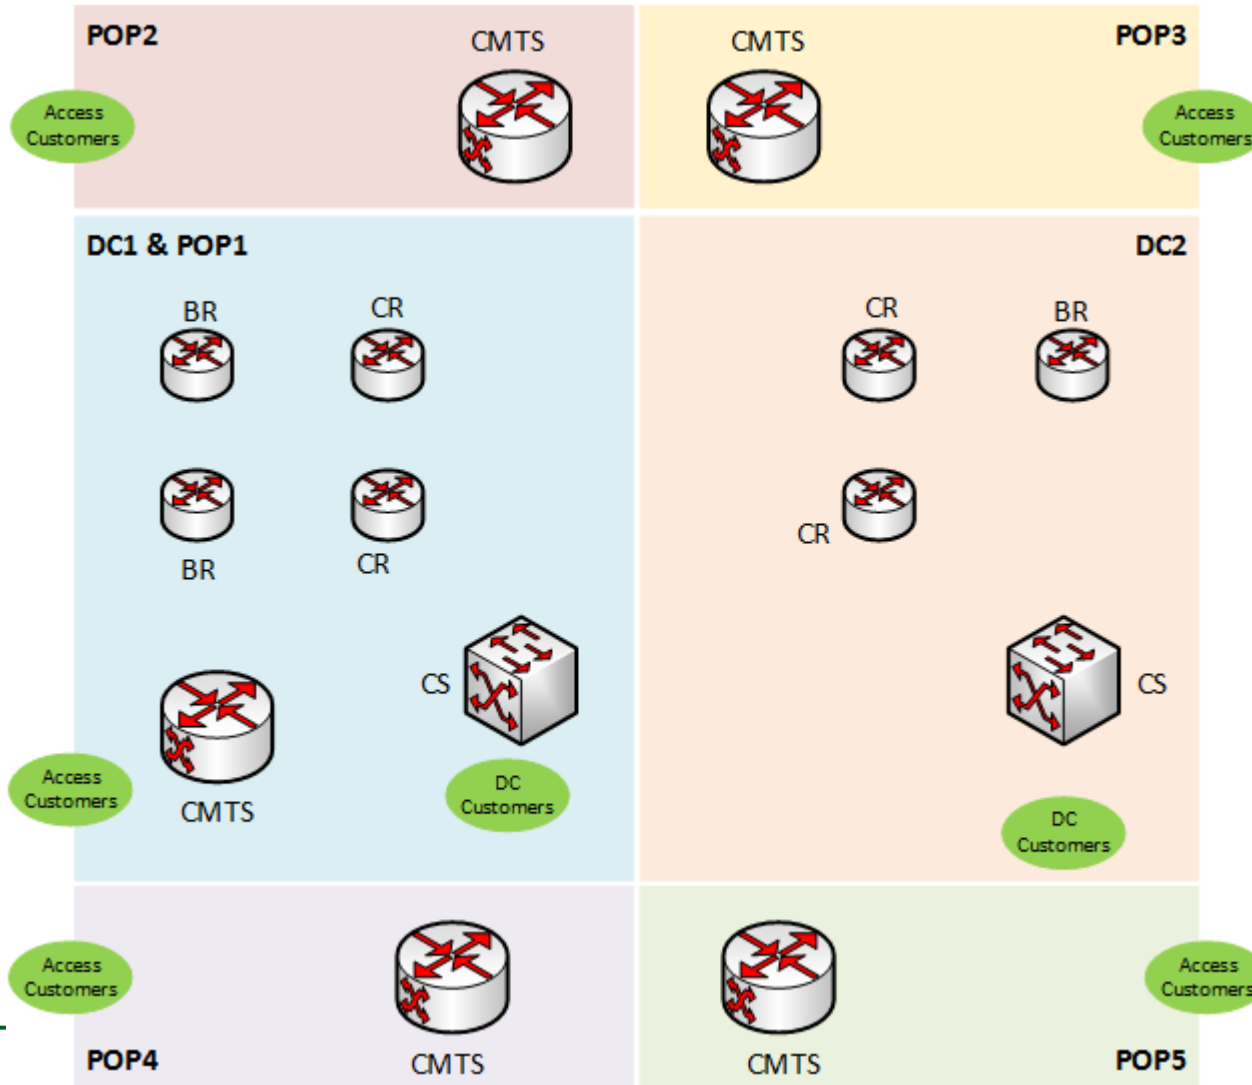 POP2
CMTS
CMTS
POP3
Access
Customers
Access
Customers
DC1 & POP1
DC2
BR
CR
CR
BR
BR
CR
CR
CS
CS
Access
Customers
CMTS
DC
Customers
DC
Customers
Access
Customers
Access
Customers
POP4
CMTS
CMTS
POP5